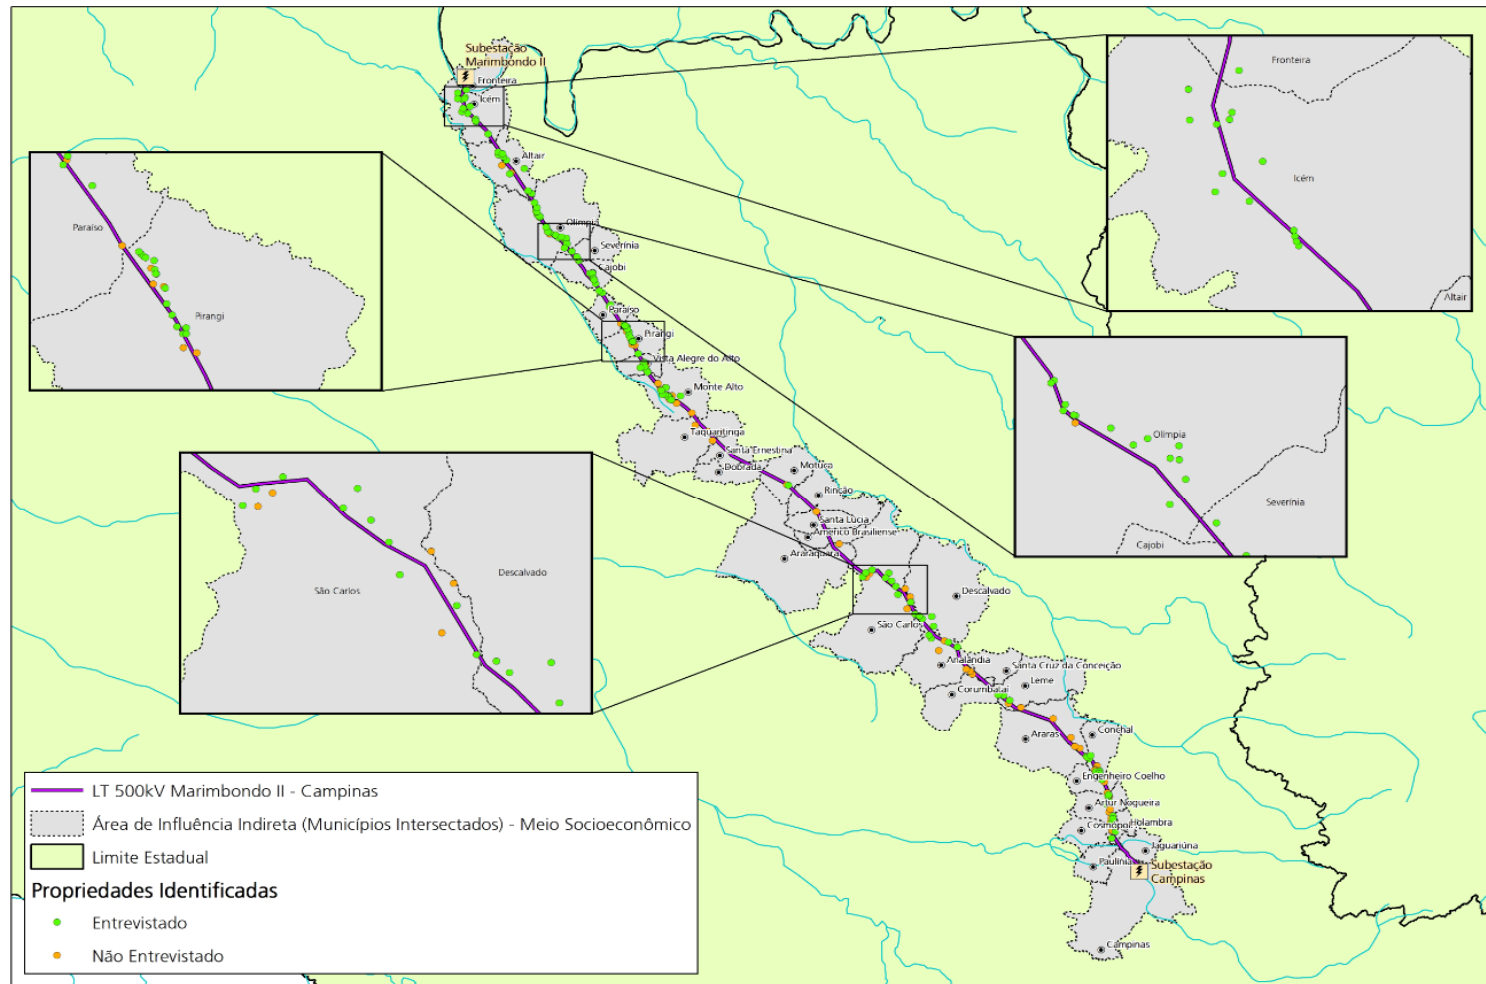 Subestação
Marimbondo II
Fronteira
Icém
Altair
Olímpia
Severínia
Cajobi
Paraíso
Pirangi
Vista Alegre do Alto
Monte Alto
Taquaritinga
Santa Ernestina
Dobrada
Motuca
Rincão
Santa Lúcia
Américo Brasiliense
Araraquara
Descalvado
São Carlos
Analândia
Santa Cruz da Conceição
Leme
Corumbataí
Araras
Conchal
Engenheiro Coelho
Artur Nogueira
Holambra
Jaguariúna
Paulínia
Subestação
Campinas
Campinas
Fronteira
Icém
Altair
Paraíso
Pirangi
Olímpia
Severínia
Cajobi
São Carlos
Descalvado
LT 500kV Marimbondo II - Campinas
Área de Influência Indireta (Municípios Intersectados) - Meio Socioeconômico
Limite Estadual
Propriedades Identificadas
Entrevistado
Não Entrevistado